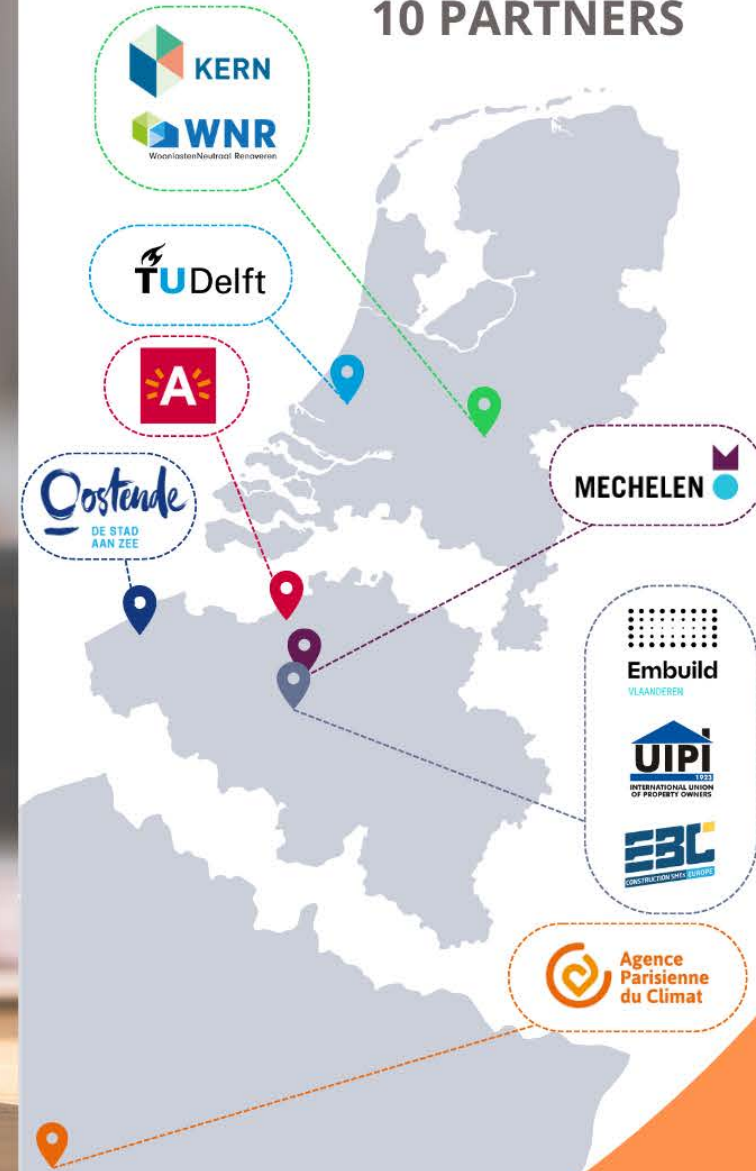 10 PARTNERS
KERN
WNR
WoonlastenNeutraal Renoveren
TUDelft
A
Oostende
DE STAD
AAN ZEE
MECHELEN
Embuild
VLAANDEREN
UIPI
1923
INTERNATIONAL UNION
OF PROPERTY OWNERS
EBC
CONSTRUCTION SMEs EUROPE
Agence
Parisienne
du Climat